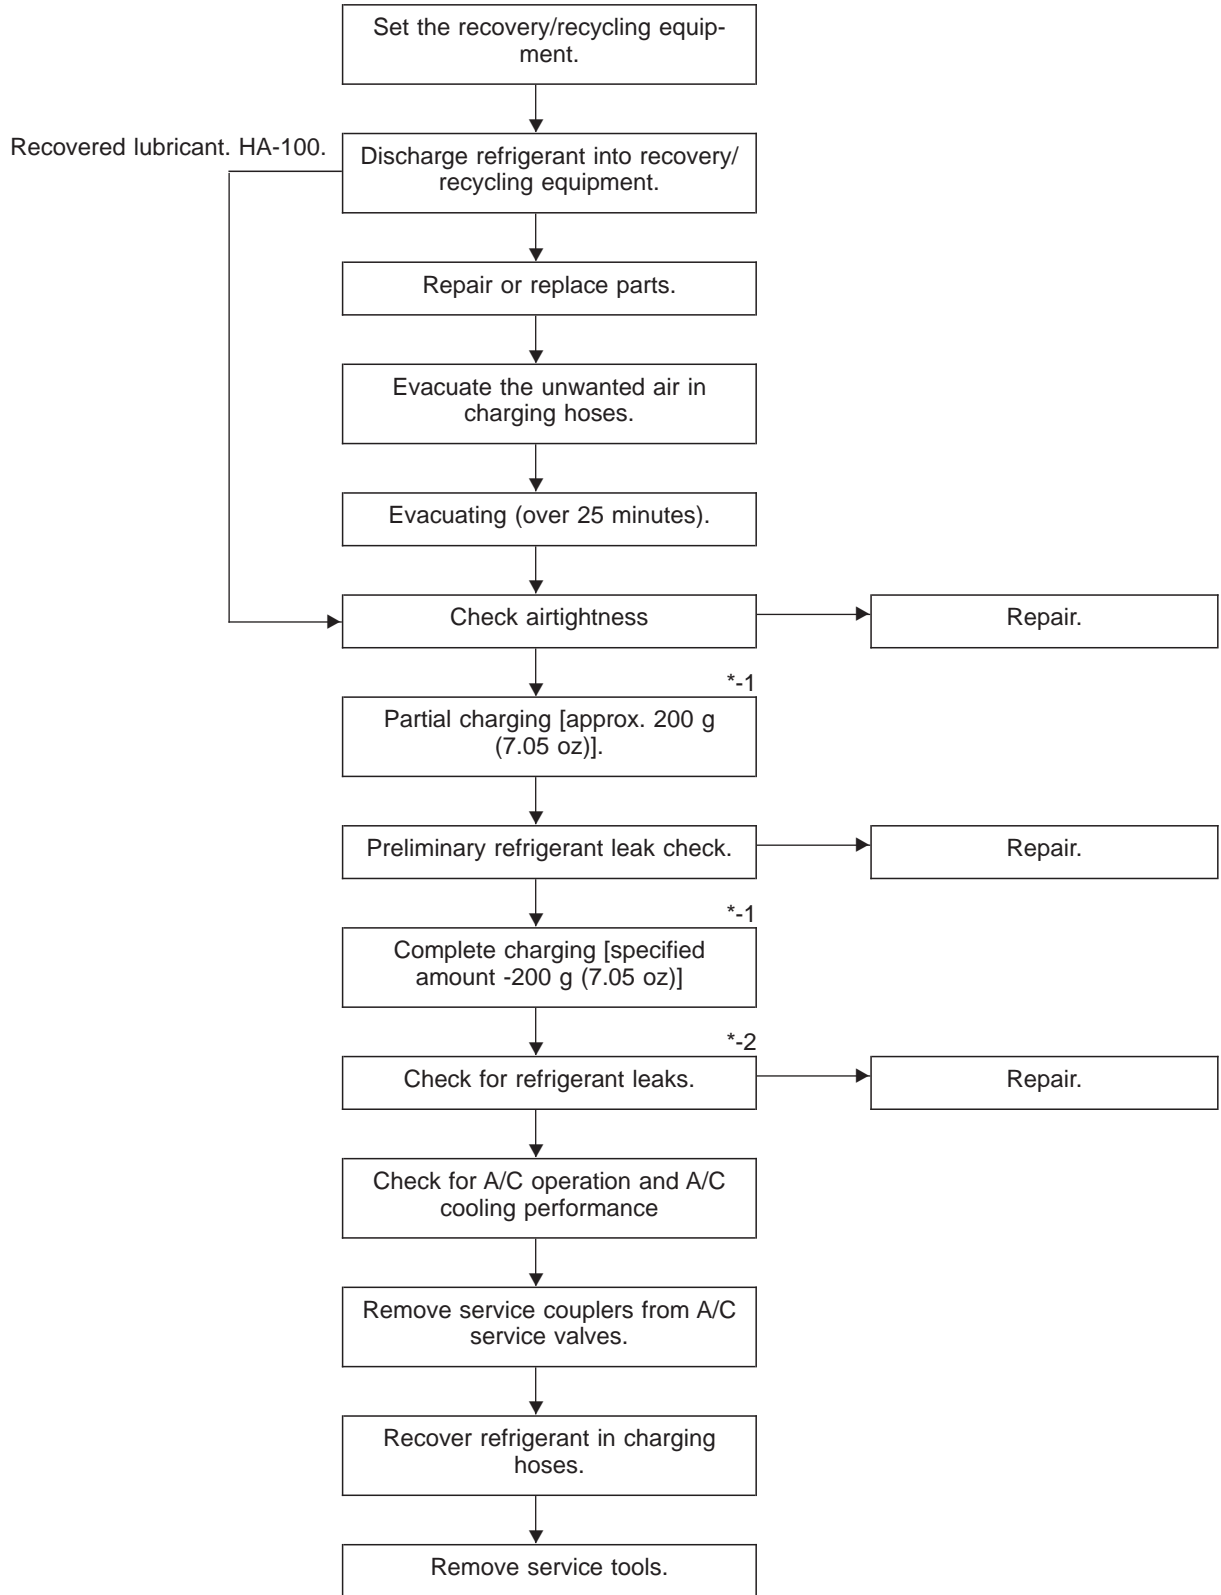 Set the recovery/recycling equip-
ment.
Recovered lubricant. HA-100.
Discharge refrigerant into recovery/
recycling equipment.
Repair or replace parts.
Evacuate the unwanted air in
charging hoses.
Evacuating (over 25 minutes).
Check airtightness
Repair.
*-1
Partial charging [approx. 200 g
(7.05 oz)].
Preliminary refrigerant leak check.
Repair.
*-1
Complete charging [specified
amount -200 g (7.05 oz)]
*-2
Check for refrigerant leaks.
Repair.
Check for A/C operation and A/C
cooling performance
Remove service couplers from A/C
service valves.
Recover refrigerant in charging
hoses.
Remove service tools.